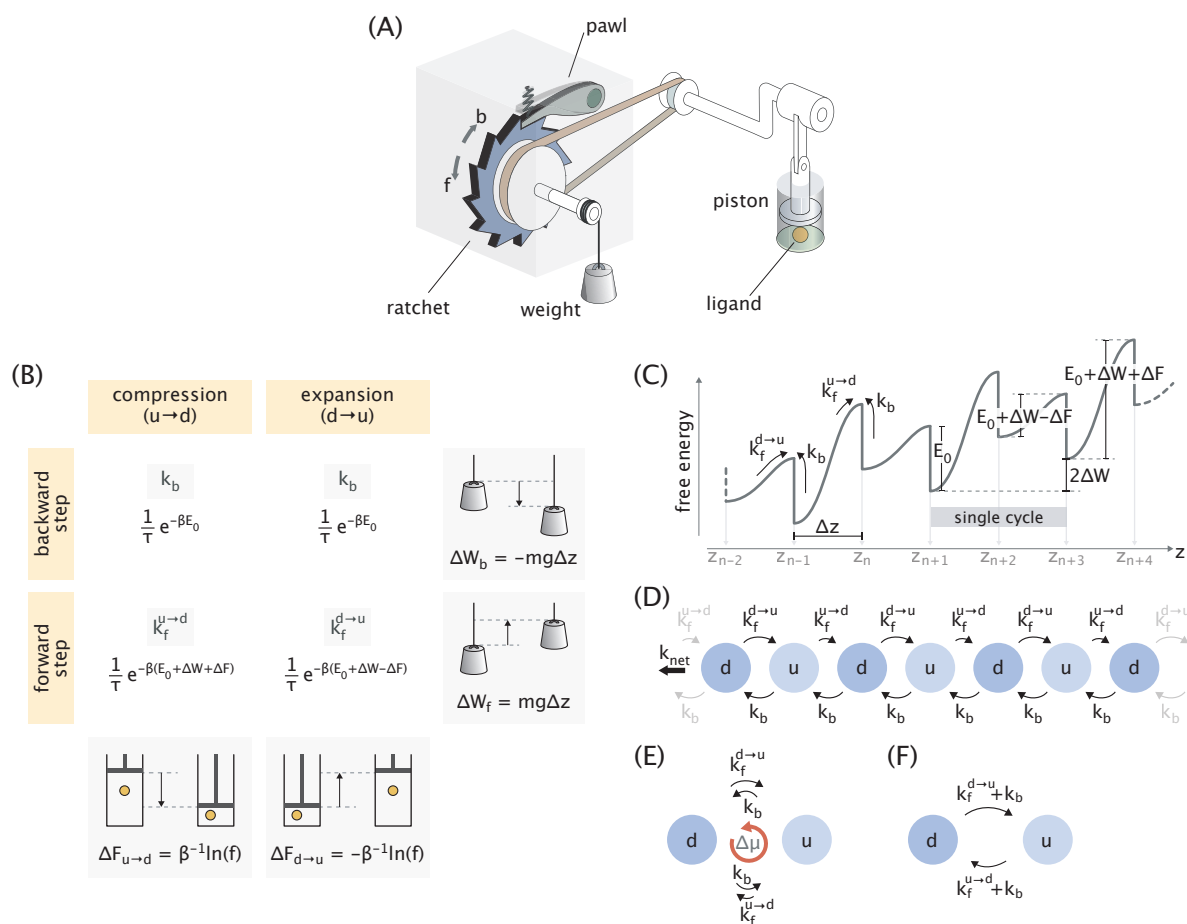 (A)
pawl
b
f
piston
ratchet
weight
ligand
(B)
compression
(u→d)
expansion
(d→u)
backward
step
k_b
k_b
1/τ e^{-βE_0}
1/τ e^{-βE_0}
ΔW_b = -mgΔz
forward
step
k_f^{u→d}
k_f^{d→u}
1/τ e^{-β(E_0+ΔW+ΔF)}
1/τ e^{-β(E_0+ΔW-ΔF)}
ΔW_f = mgΔz
ΔF_{u→d} = β^{-1}ln(f)
ΔF_{d→u} = -β^{-1}ln(f)
(C)
free energy
k_f^{d→u}
k_b
k_f^{u→d}
k_b
E_0
E_0+ΔW-ΔF
E_0+ΔW+ΔF
2ΔW
Δz
single cycle
z_{n-2}
z_{n-1}
z_n
z_{n+1}
z_{n+2}
z_{n+3}
z_{n+4}
z
(D)
k_f^{u→d} k_f^{d→u} k_f^{u→d} k_f^{d→u} k_f^{u→d} k_f^{d→u} k_f^{u→d} k_f^{d→u}
k_net
d u d u d u d
k_b k_b k_b k_b k_b k_b k_b k_b
(E)
k_f^{d→u}
k_b
d Δμ u
k_b
k_f^{u→d}
(F)
k_f^{d→u}+k_b
d u
k_f^{u→d}+k_b